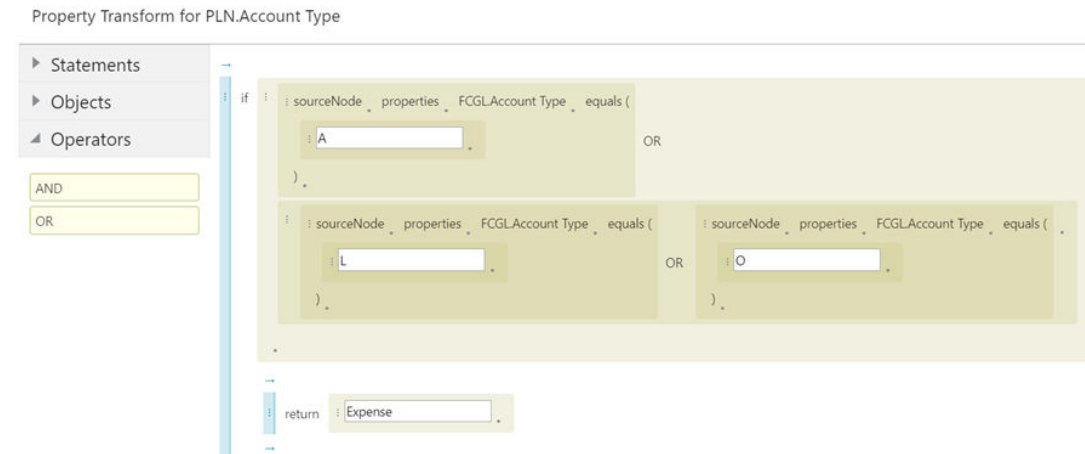 Property Transform for PLN.Account Type
Statements
Objects
Operators
AND
OR
if sourceNode . properties . FCGL.Account Type . equals (
A .
) .
OR
sourceNode . properties . FCGL.Account Type . equals (
L .
) .
OR
sourceNode . properties . FCGL.Account Type . equals ( .
O .
) .
.
return Expense .